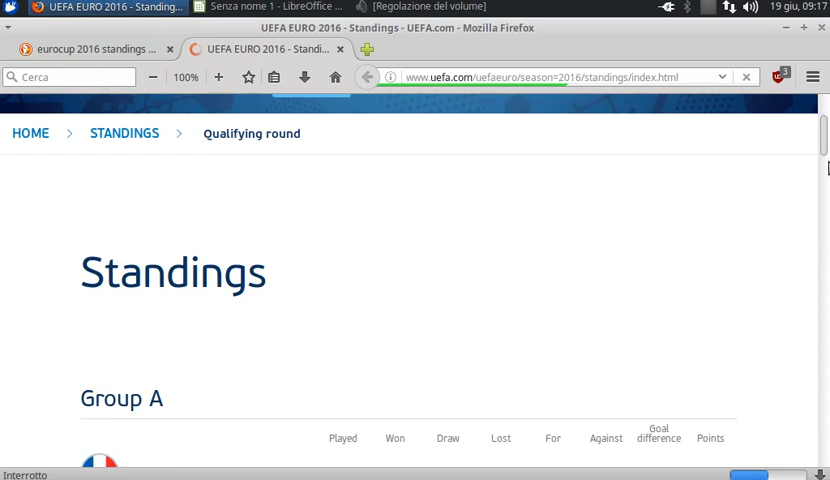 UEFA EURO 2016 - Standing...
Senza nome 1 - LibreOffice ...
[Regolazione del volume]
19 giu, 09:17
UEFA EURO 2016 - Standings - UEFA.com - Mozilla Firefox
eurocup 2016 standings ...
UEFA EURO 2016 - Standi...
Cerca
100%
www.uefa.com/uefaeuro/season=2016/standings/index.html
3
HOME > STANDINGS > Qualifying round
Standings
Group A
Played Won Draw Lost For Against Goal difference Points
Interrotto